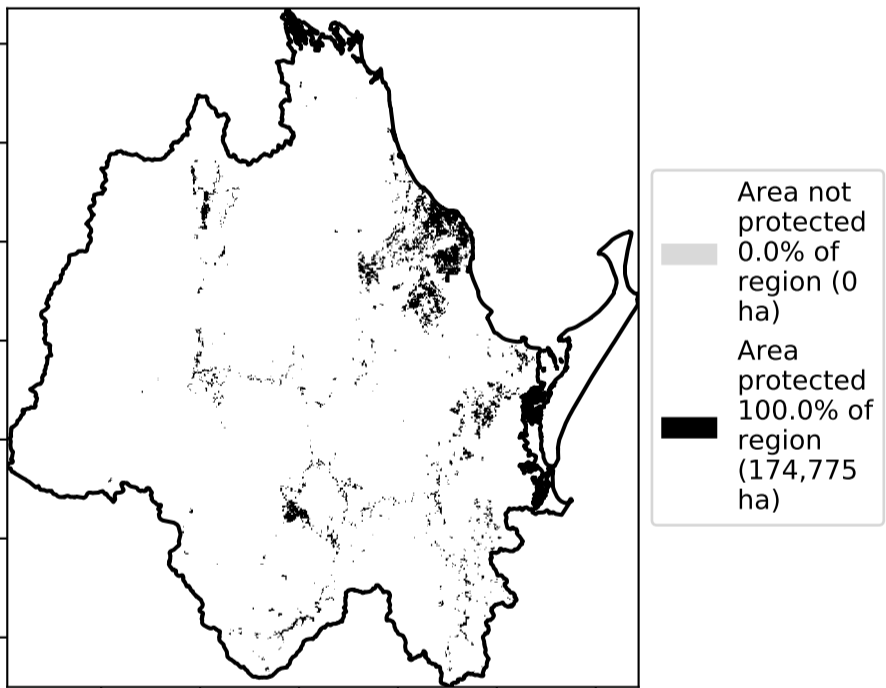 Area not
protected
0.0% of
region (0
ha)
Area
protected
100.0% of
region
(174,775
ha)